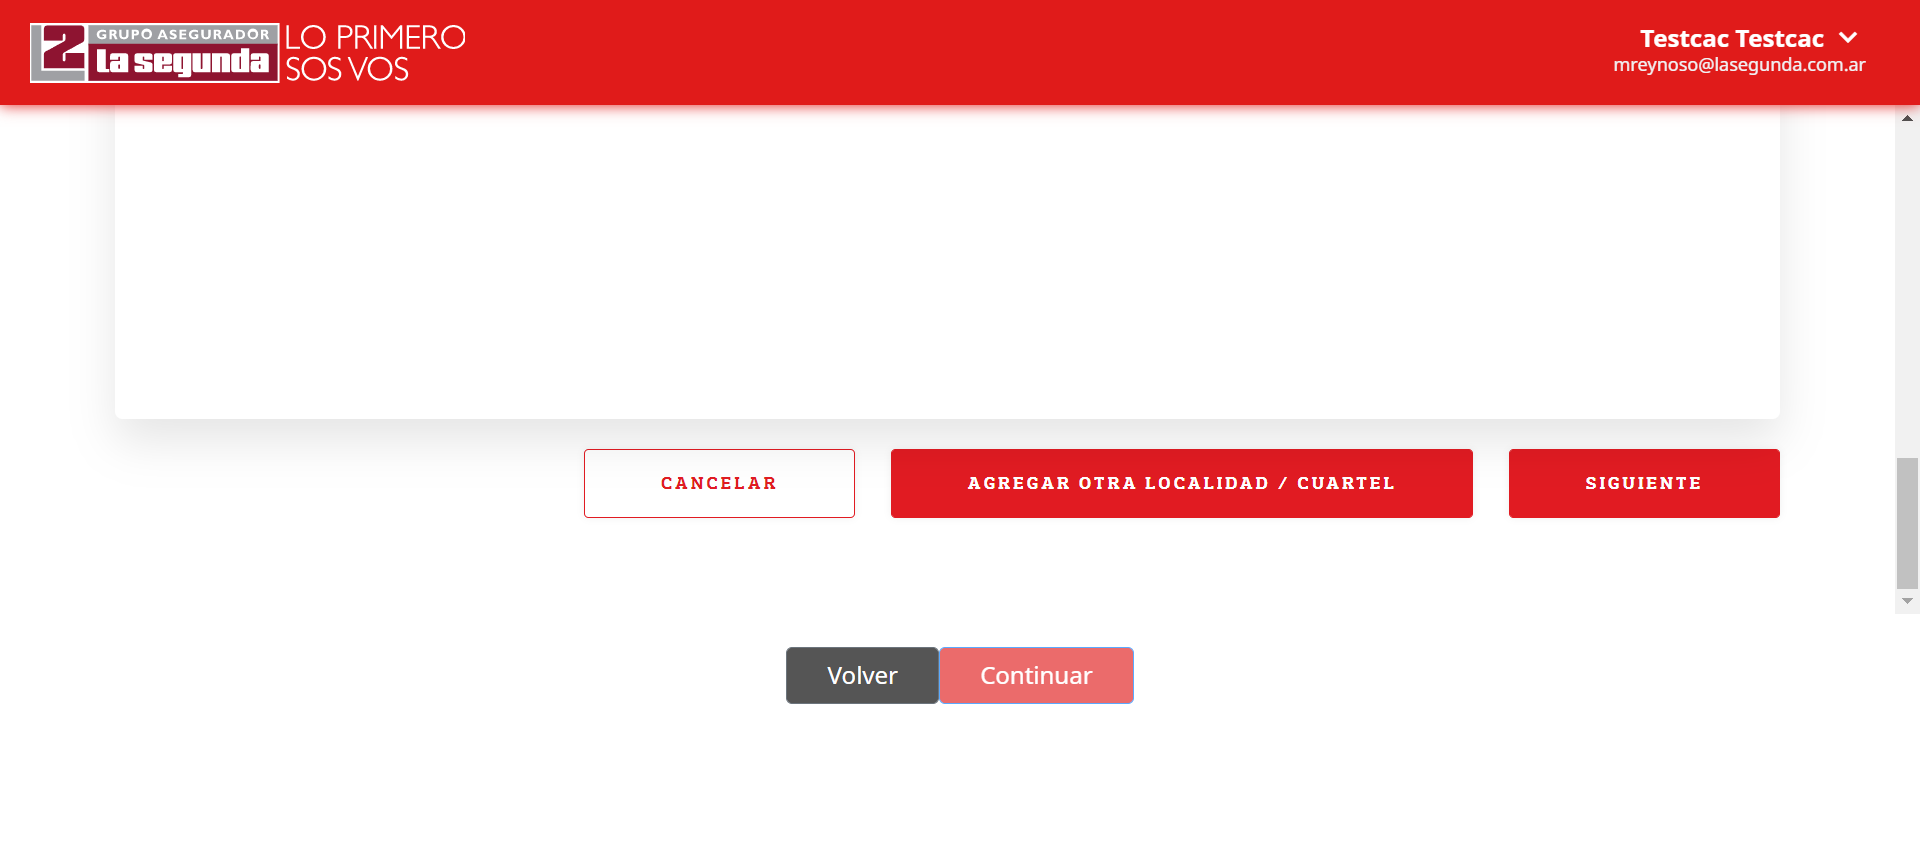 GRUPO ASEGURADOR
La segunda
LO PRIMERO
SOS VOS
Testcac Testcac
mreynoso@lasegunda.com.ar
CANCELAR
AGREGAR OTRA LOCALIDAD / CUARTEL
SIGUIENTE
Volver
Continuar